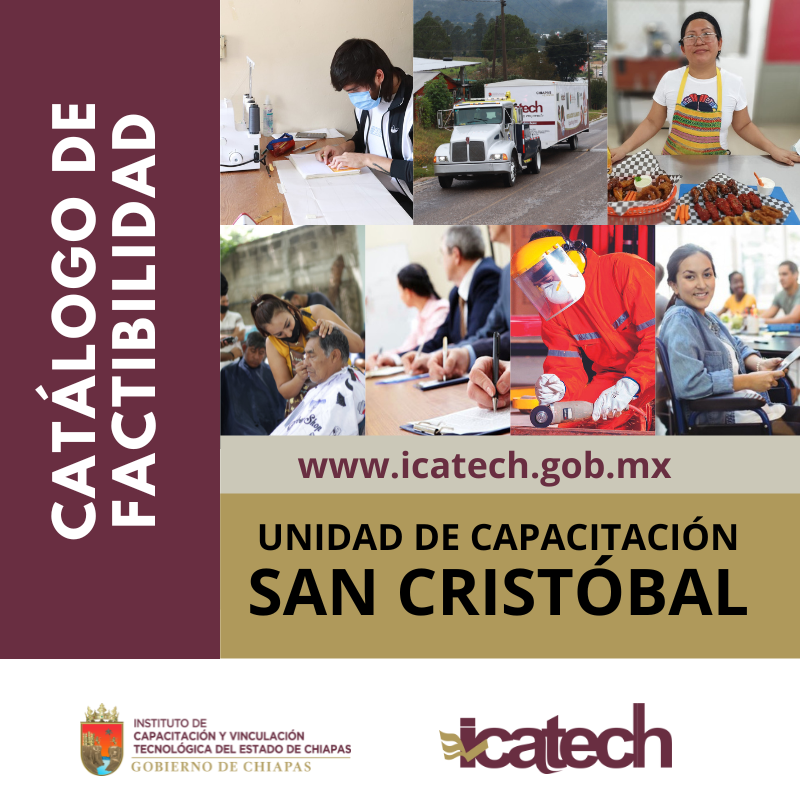 CATÁLOGO DE
FACTIBILIDAD
atech
www.icatech.gob.mx
UNIDAD DE CAPACITACIÓN
SAN CRISTÓBAL
INSTITUTO DE
CAPACITACIÓN Y VINCULACIÓN
TECNOLÓGICA DEL ESTADO DE CHIAPAS
GOBIERNO DE CHIAPAS
icatech